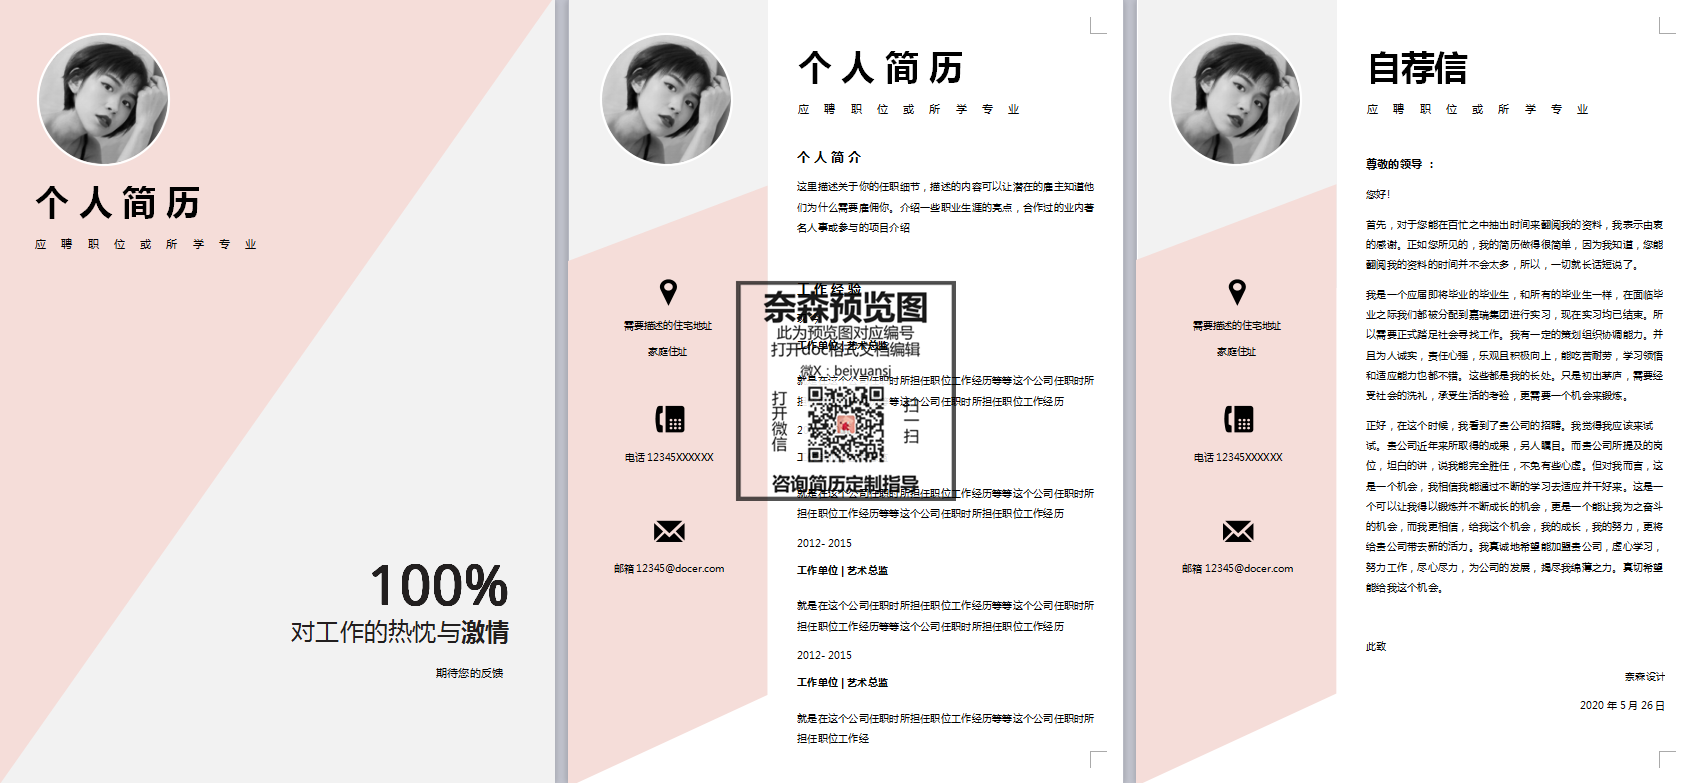 个人简历
应聘职位或所学专业
100%
对工作的热忱与激情
期待您的反馈
需要描述的住宅地址
家庭住址
电话 12345XXXXXX
邮箱 12345@docer.com
个人简历
应聘职位或所学专业
个人简介
这里描述关于你的任职细节，描述的内容可以让潜在的雇主知道他
们为什么需要雇佣你。介绍一些职业生涯的亮点，合作过的业内著
名人事或参与的项目介绍
工作经验
工作单位 | 艺术总监
就是在这个公司任职时所担任职位工作经历等等这个公司任职时所
等等这个公司任职时所担任职位工作经历
就是在这个公司任职时所担任职位工作经历等等这个公司任职时所
担任职位工作经历等等这个公司任职时所担任职位工作经历
2012- 2015
工作单位 | 艺术总监
就是在这个公司任职时所担任职位工作经历等等这个公司任职时所
担任职位工作经历等等这个公司任职时所担任职位工作经历
2012- 2015
工作单位 | 艺术总监
就是在这个公司任职时所担任职位工作经历等等这个公司任职时所
担任职位工作经
奈森预览图
此为预览图对应编号
打开doc格式文档编辑
微X：beiyuansj
打开微信
扫一扫
咨询简历定制指导
需要描述的住宅地址
家庭住址
电话 12345XXXXXX
邮箱 12345@docer.com
自荐信
应聘职位或所学专业
尊敬的领导 ：
您好！
首先，对于您能在百忙之中抽出时间来翻阅我的资料，我表示由衷
的感谢。正如您所见的，我的简历做得很简单，因为我知道，您能
翻阅我的资料的时间并不会太多，所以，一切就长话短说了。
我是一个应届即将毕业的毕业生，和所有的毕业生一样，在面临毕
业之际我们都被分配到嘉瑞集团进行实习，现在实习均已结束。所
以需要正式踏足社会寻找工作。我有一定的策划组织协调能力。并
且为人诚实，责任心强，乐观且积极向上，能吃苦耐劳，学习领悟
和适应能力也都不错。这些都是我的长处。只是初出茅庐，需要经
受社会的洗礼，承受生活的考验，更需要一个机会来锻炼。
正好，在这个时候，我看到了贵公司的招聘。我觉得我应该来试
试。贵公司近年来所取得的成果，另人瞩目。而贵公司所提及的岗
位，坦白的讲，说我能完全胜任，不免有些心虚。但对我而言，这
是一个机会，我相信我能通过不断的学习去适应并干好来。这是一
个可以让我得以锻炼并不断成长的机会，更是一个能让我为之奋斗
的机会，而我更相信，给我这个机会，我的成长，我的努力，更将
给贵公司带去新的活力。我真诚地希望能加盟贵公司，虚心学习，
努力工作，尽心尽力，为公司的发展，竭尽我绵薄之力。真切希望
能给我这个机会。
此致
奈森设计
2020 年 5 月 26 日